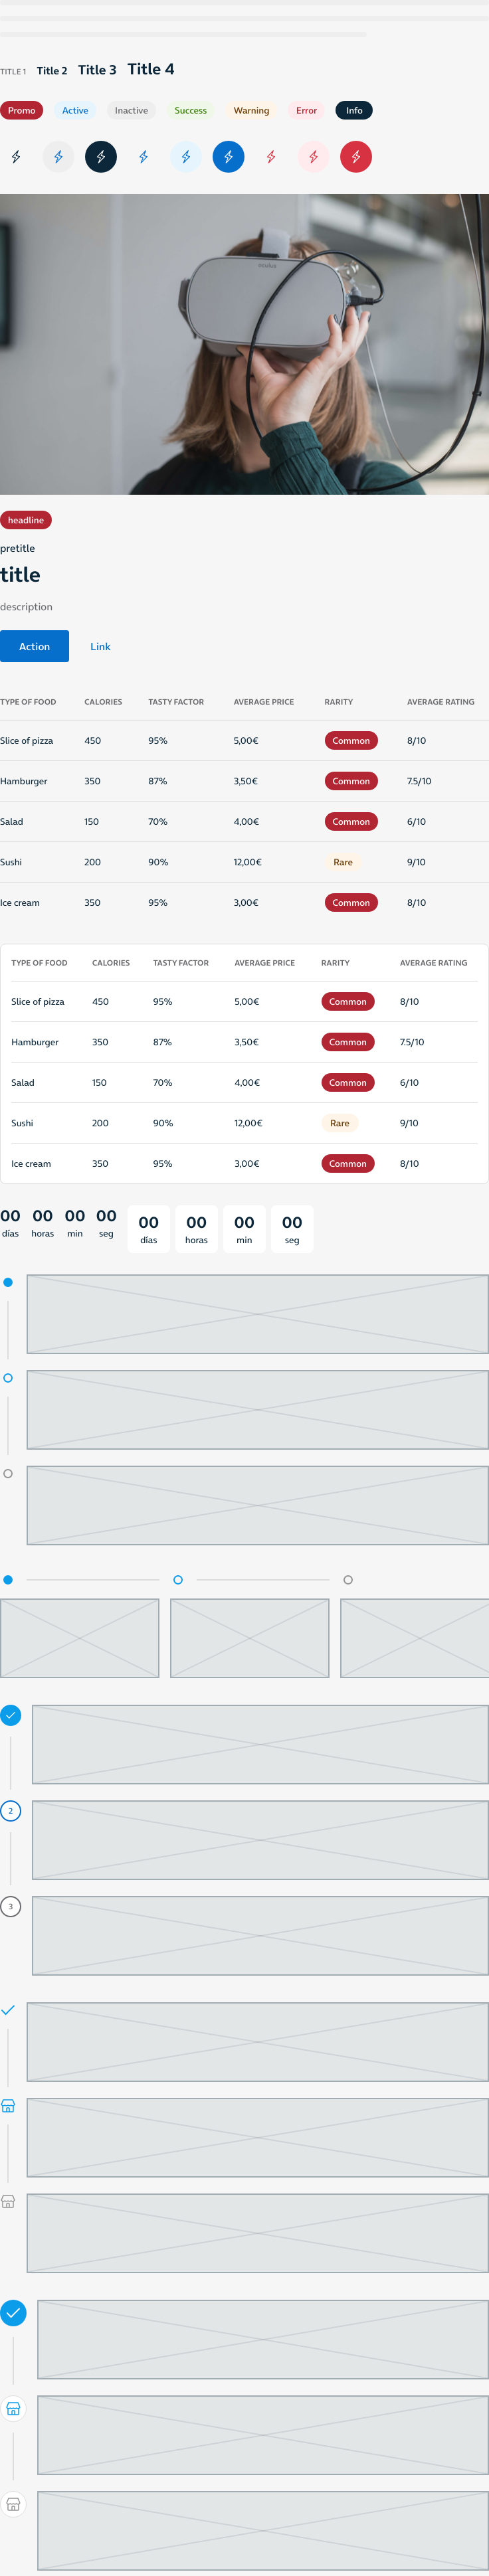 TITLE 1 Title 2 Title 3 Title 4
Promo Active Inactive Success Warning Error Info
oculus
headline
pretitle
title
description
Action Link
TYPE OF FOOD CALORIES TASTY FACTOR AVERAGE PRICE RARITY AVERAGE RATING
Slice of pizza 450 95% 5,00€ Common 8/10
Hamburger 350 87% 3,50€ Common 7.5/10
Salad 150 70% 4,00€ Common 6/10
Sushi 200 90% 12,00€ Rare 9/10
Ice cream 350 95% 3,00€ Common 8/10
TYPE OF FOOD CALORIES TASTY FACTOR AVERAGE PRICE RARITY AVERAGE RATING
Slice of pizza 450 95% 5,00€ Common 8/10
Hamburger 350 87% 3,50€ Common 7.5/10
Salad 150 70% 4,00€ Common 6/10
Sushi 200 90% 12,00€ Rare 9/10
Ice cream 350 95% 3,00€ Common 8/10
00 00 00 00 00 00 00 00
días horas min seg días horas min seg
2
3